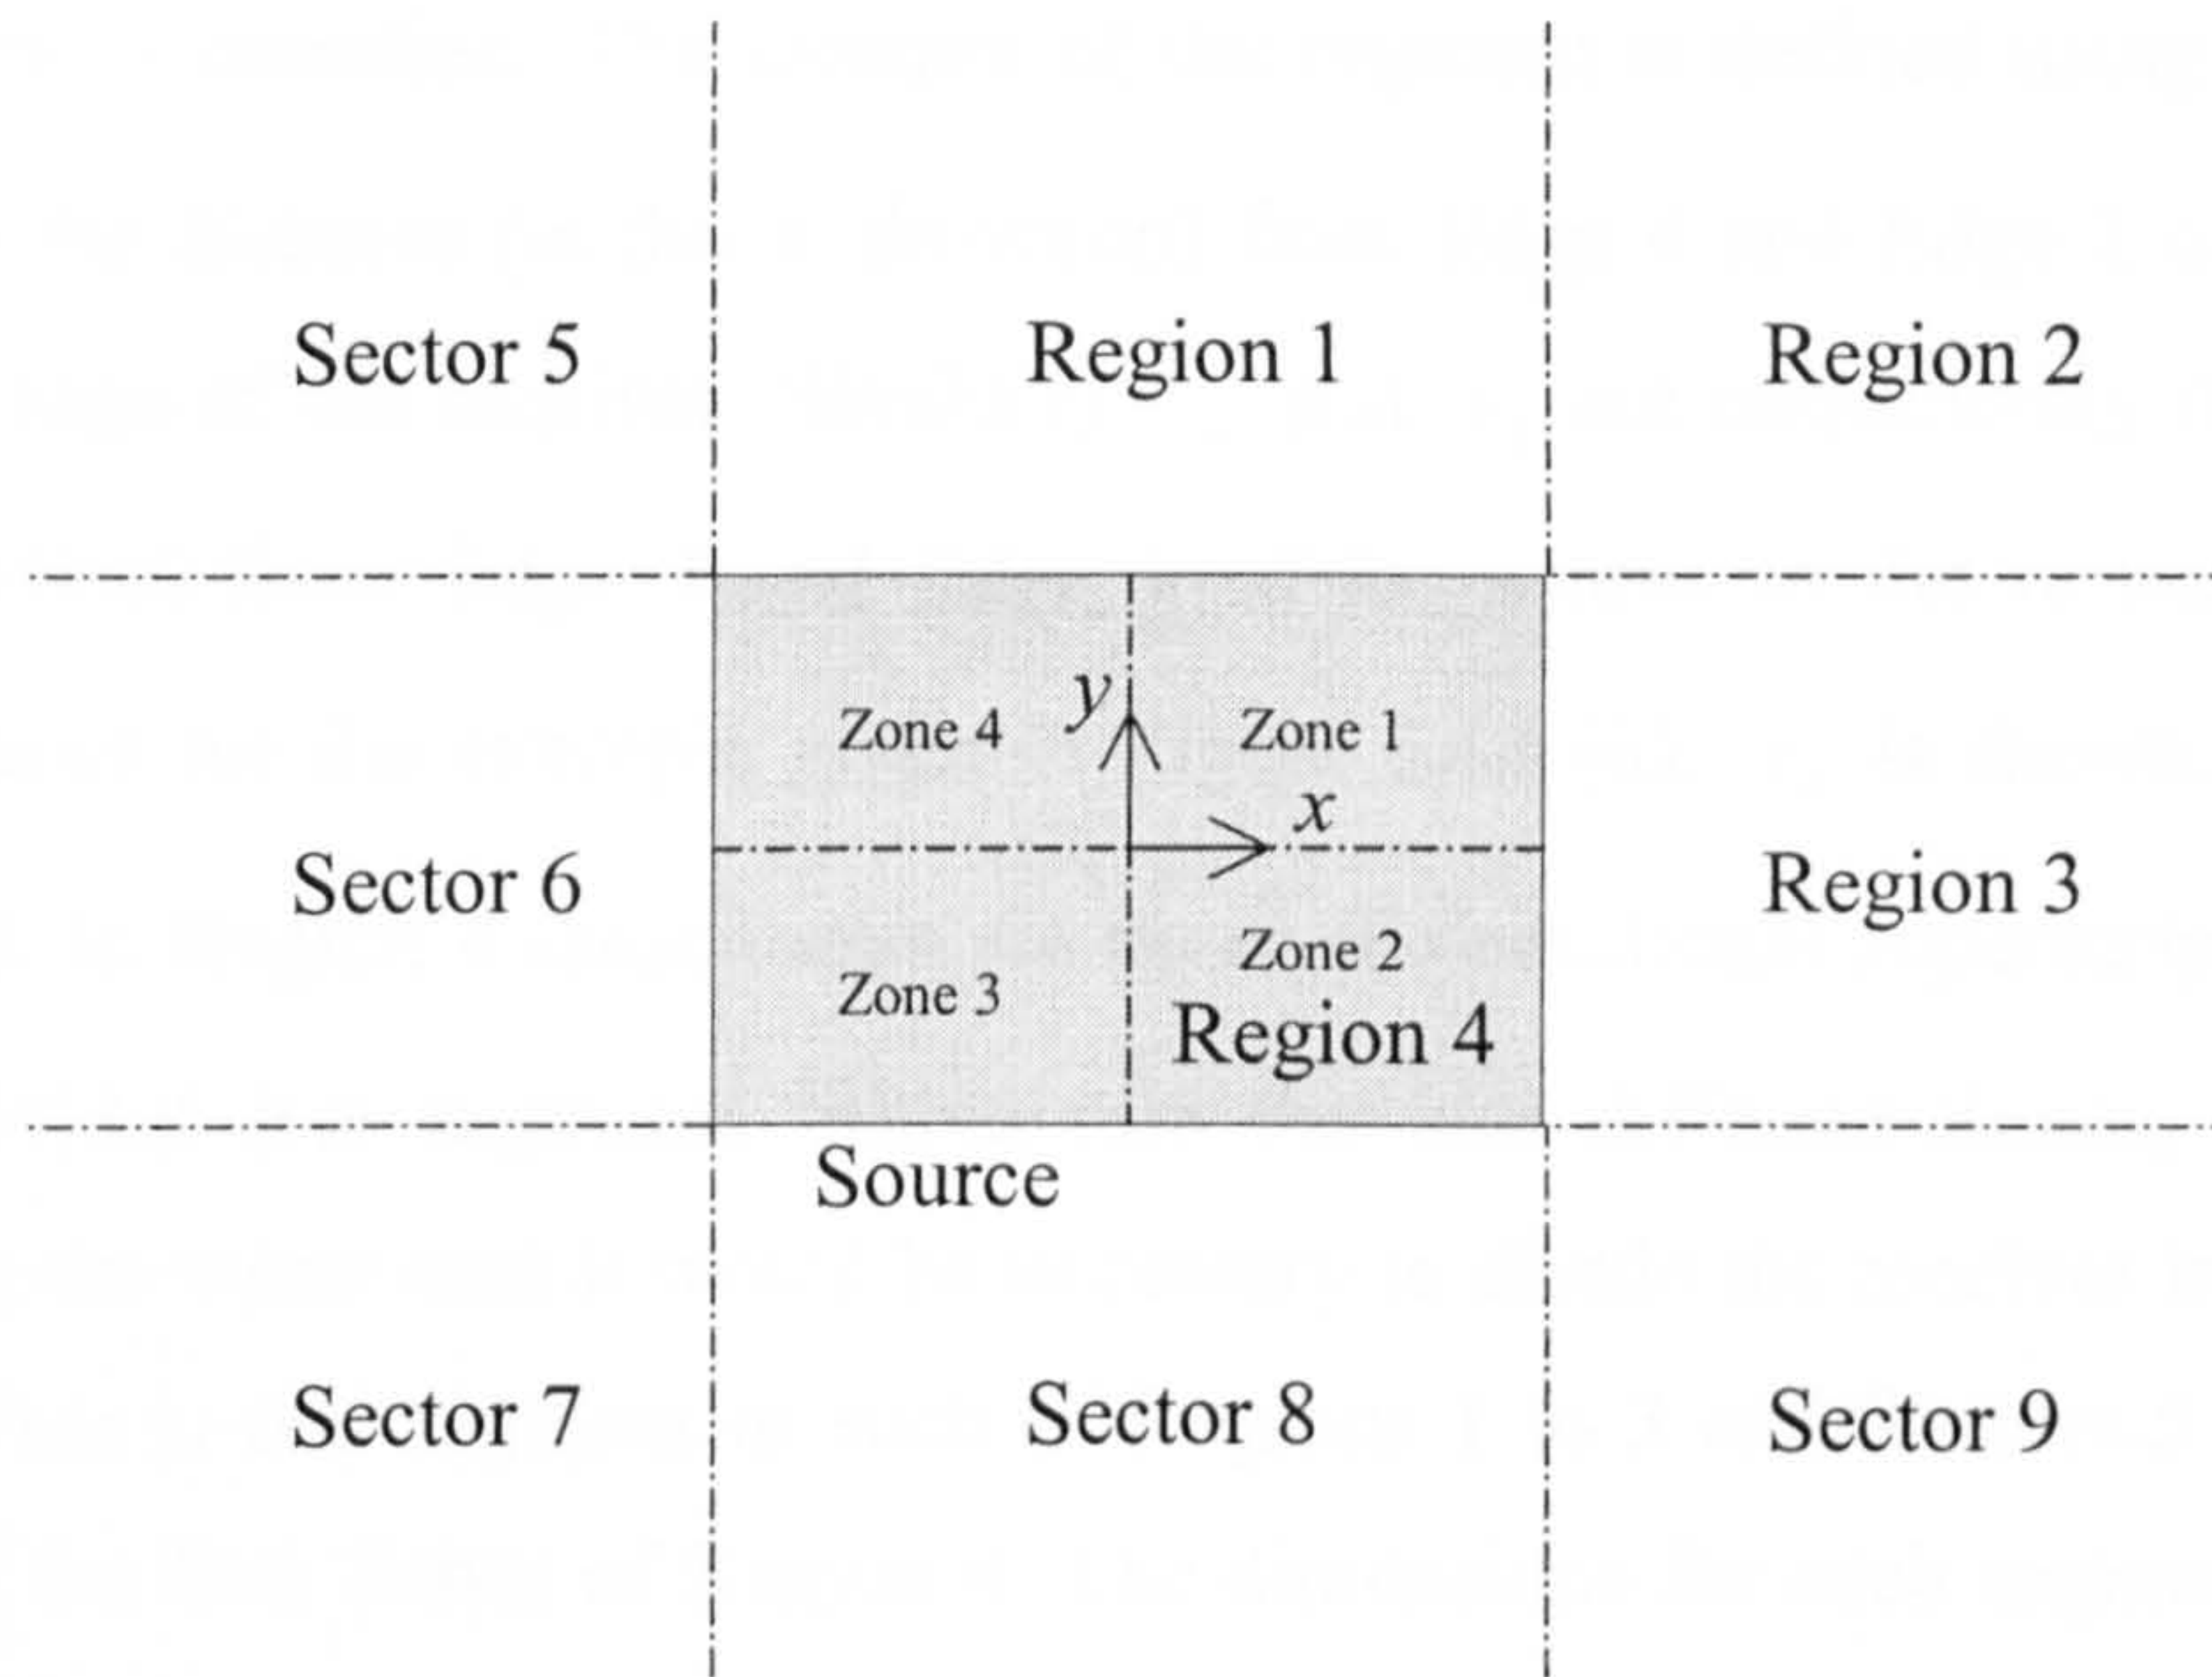 Sector 5
Region 1
Region 2
Zone 4
y
Zone 1
x
Sector 6
Region 3
Zone 3
Zone 2
Region 4
Source
Sector 7
Sector 8
Sector 9